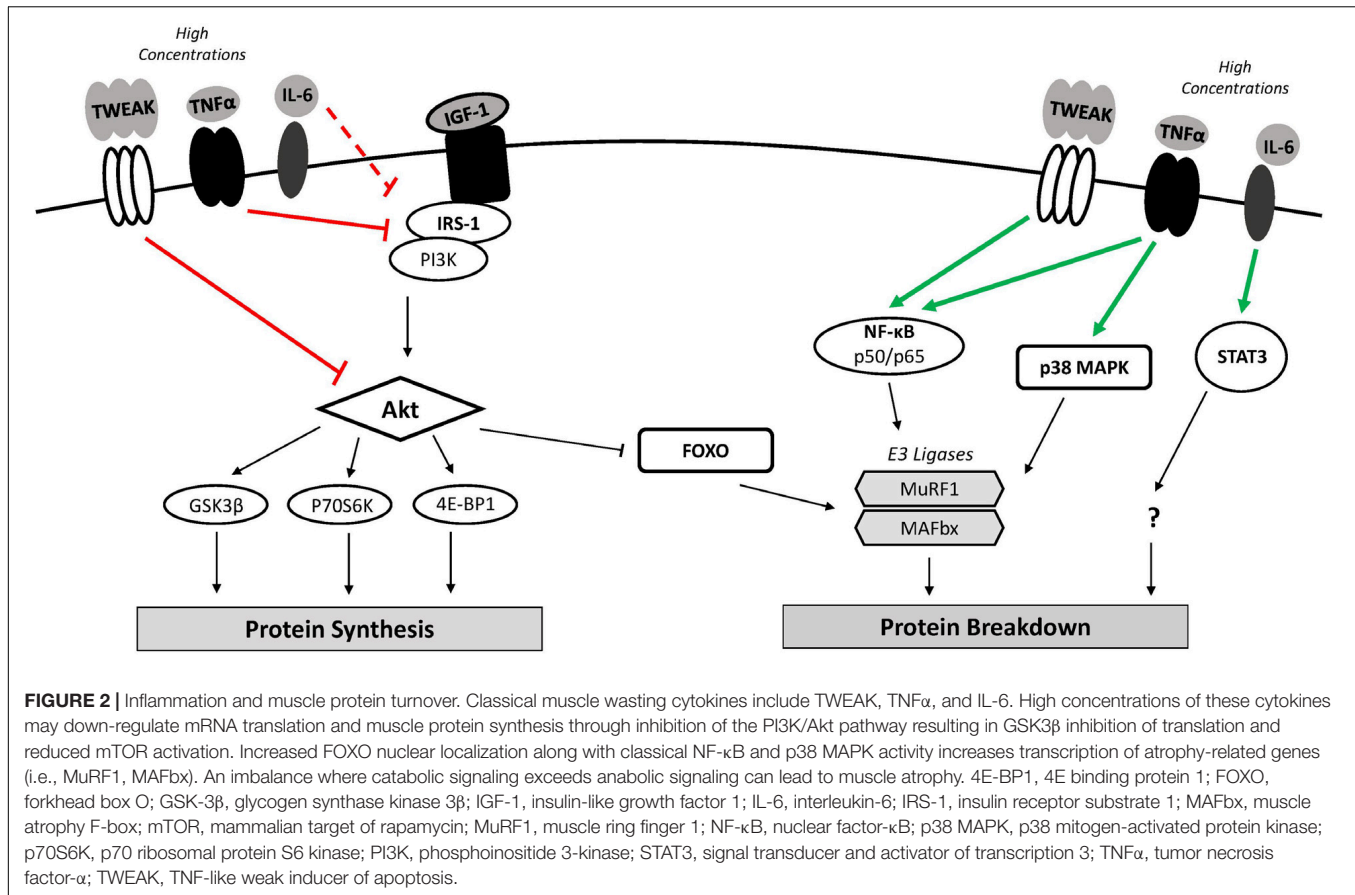 High
Concentrations
TWEAK
TNFα
IL-6
IGF-1
IRS-1
PI3K
Akt
GSK3β
P70S6K
4E-BP1
FOXO
Protein Synthesis
High
Concentrations
TWEAK
TNFα
IL-6
NF-κB
p50/p65
p38 MAPK
STAT3
E3 Ligases
MuRF1
MAFbx
?
Protein Breakdown
FIGURE 2 | Inflammation and muscle protein turnover. Classical muscle wasting cytokines include TWEAK, TNFα, and IL-6. High concentrations of these cytokines
may down-regulate mRNA translation and muscle protein synthesis through inhibition of the PI3K/Akt pathway resulting in GSK3β inhibition of translation and
reduced mTOR activation. Increased FOXO nuclear localization along with classical NF-κB and p38 MAPK activity increases transcription of atrophy-related genes
(i.e., MuRF1, MAFbx). An imbalance where catabolic signaling exceeds anabolic signaling can lead to muscle atrophy. 4E-BP1, 4E binding protein 1; FOXO,
forkhead box O; GSK-3β, glycogen synthase kinase 3β; IGF-1, insulin-like growth factor 1; IL-6, interleukin-6; IRS-1, insulin receptor substrate 1; MAFbx, muscle
atrophy F-box; mTOR, mammalian target of rapamycin; MuRF1, muscle ring finger 1; NF-κB, nuclear factor-κB; p38 MAPK, p38 mitogen-activated protein kinase;
p70S6K, p70 ribosomal protein S6 kinase; PI3K, phosphoinositide 3-kinase; STAT3, signal transducer and activator of transcription 3; TNFα, tumor necrosis
factor-α; TWEAK, TNF-like weak inducer of apoptosis.